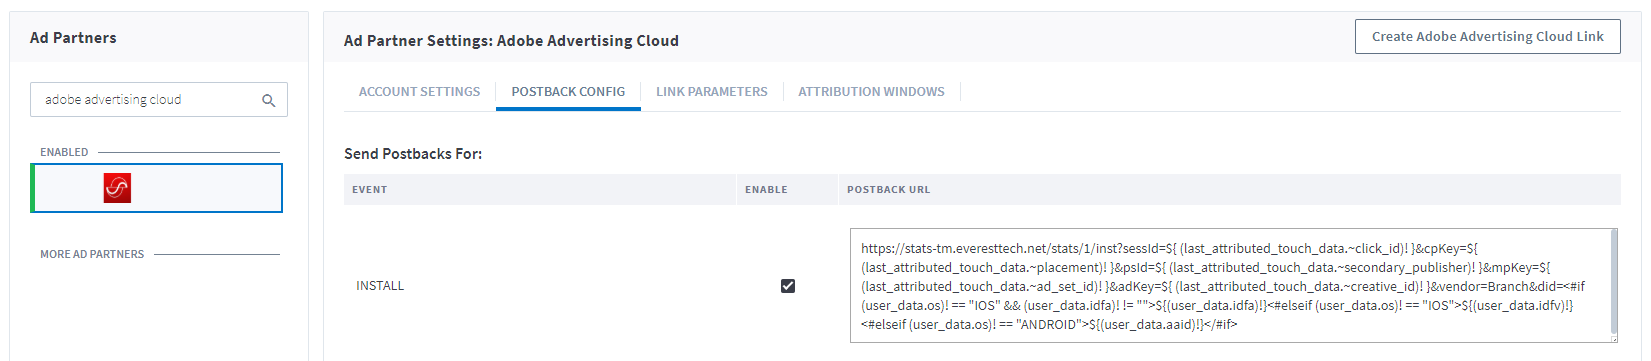 Ad Partners
adobe advertising cloud
ENABLED
MORE AD PARTNERS
Ad Partner Settings: Adobe Advertising Cloud
Create Adobe Advertising Cloud Link
ACCOUNT SETTINGS
POSTBACK CONFIG
LINK PARAMETERS
ATTRIBUTION WINDOWS
Send Postbacks For:
EVENT
ENABLE
POSTBACK URL
INSTALL
https://stats-tm.everesttech.net/stats/1/inst?sessId=${ (last_attributed_touch_data.~click_id)! }&cpKey=${
(last_attributed_touch_data.~placement)! }&psId=${ (last_attributed_touch_data.~secondary_publisher)! }&mpKey=${
(last_attributed_touch_data.~ad_set_id)! }&adKey=${ (last_attributed_touch_data.~creative_id)! }&vendor=Branch&did=<#if
(user_data.os)! == "IOS" && (user_data.idfa)! != "">${(user_data.idfa)!}<#elseif (user_data.os)! == "IOS">${(user_data.idfv)!}
<#elseif (user_data.os)! == "ANDROID">${(user_data.aaid)!}</#if>